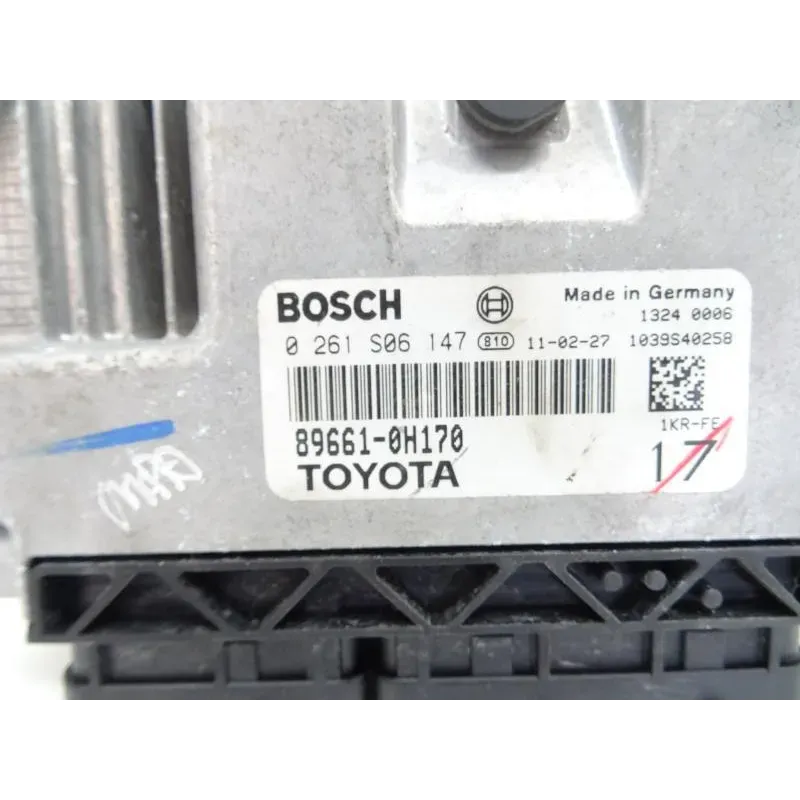 BOSCH
Made in Germany
1324 0006
0 261 S06 147 B10 11-02-27 1039S40258
89661-0H170
1KR-FE
TOYOTA
17